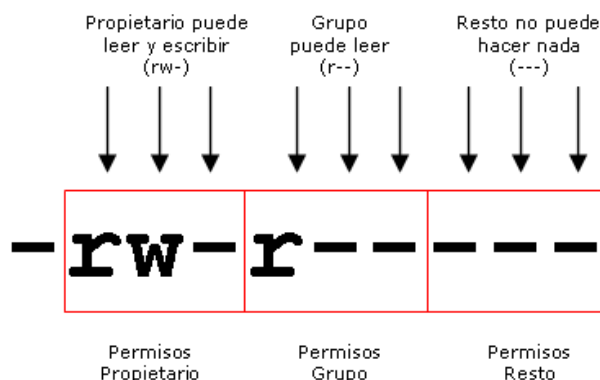 Propietario puede
leer y escribir
(rw-)
Grupo
puede leer
(r--)
Resto no puede
hacer nada
(---)
-rw-r-----
Permisos
Propietario
Permisos
Grupo
Permisos
Resto